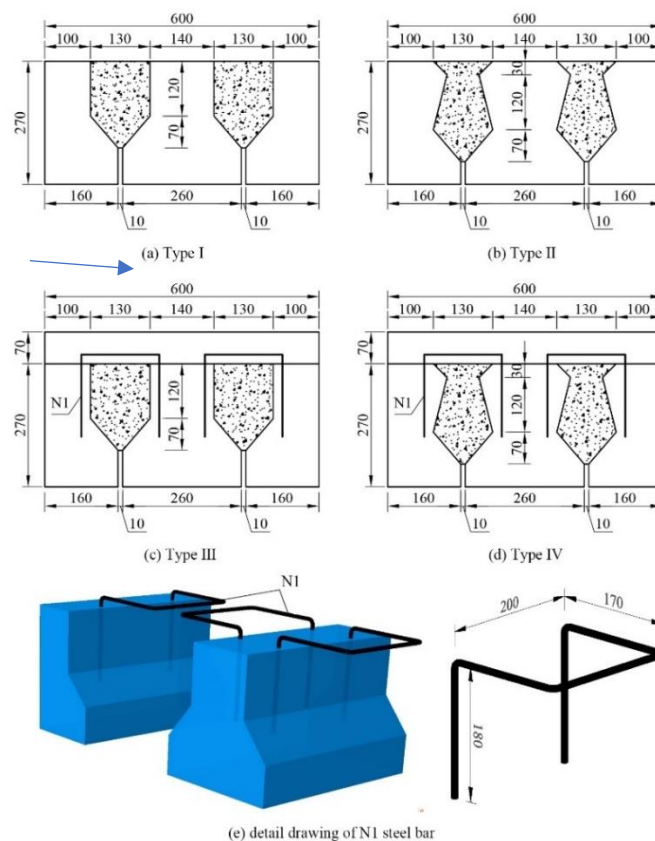 600 600
100 130 140 130 100 100 130 140 130 100
270 120 70 270 30 120 70
160 260 160 160 260 160
10 10 10 10
(a) Type I (b) Type II
600 600
100 130 140 130 100 100 130 140 130 100
70 270 N1 120 70 70 270 N1 30 120 70
160 260 160 160 260 160
10 10 10 10
(c) Type III (d) Type IV
N1 200 170
180
(e) detail drawing of N1 steel bar